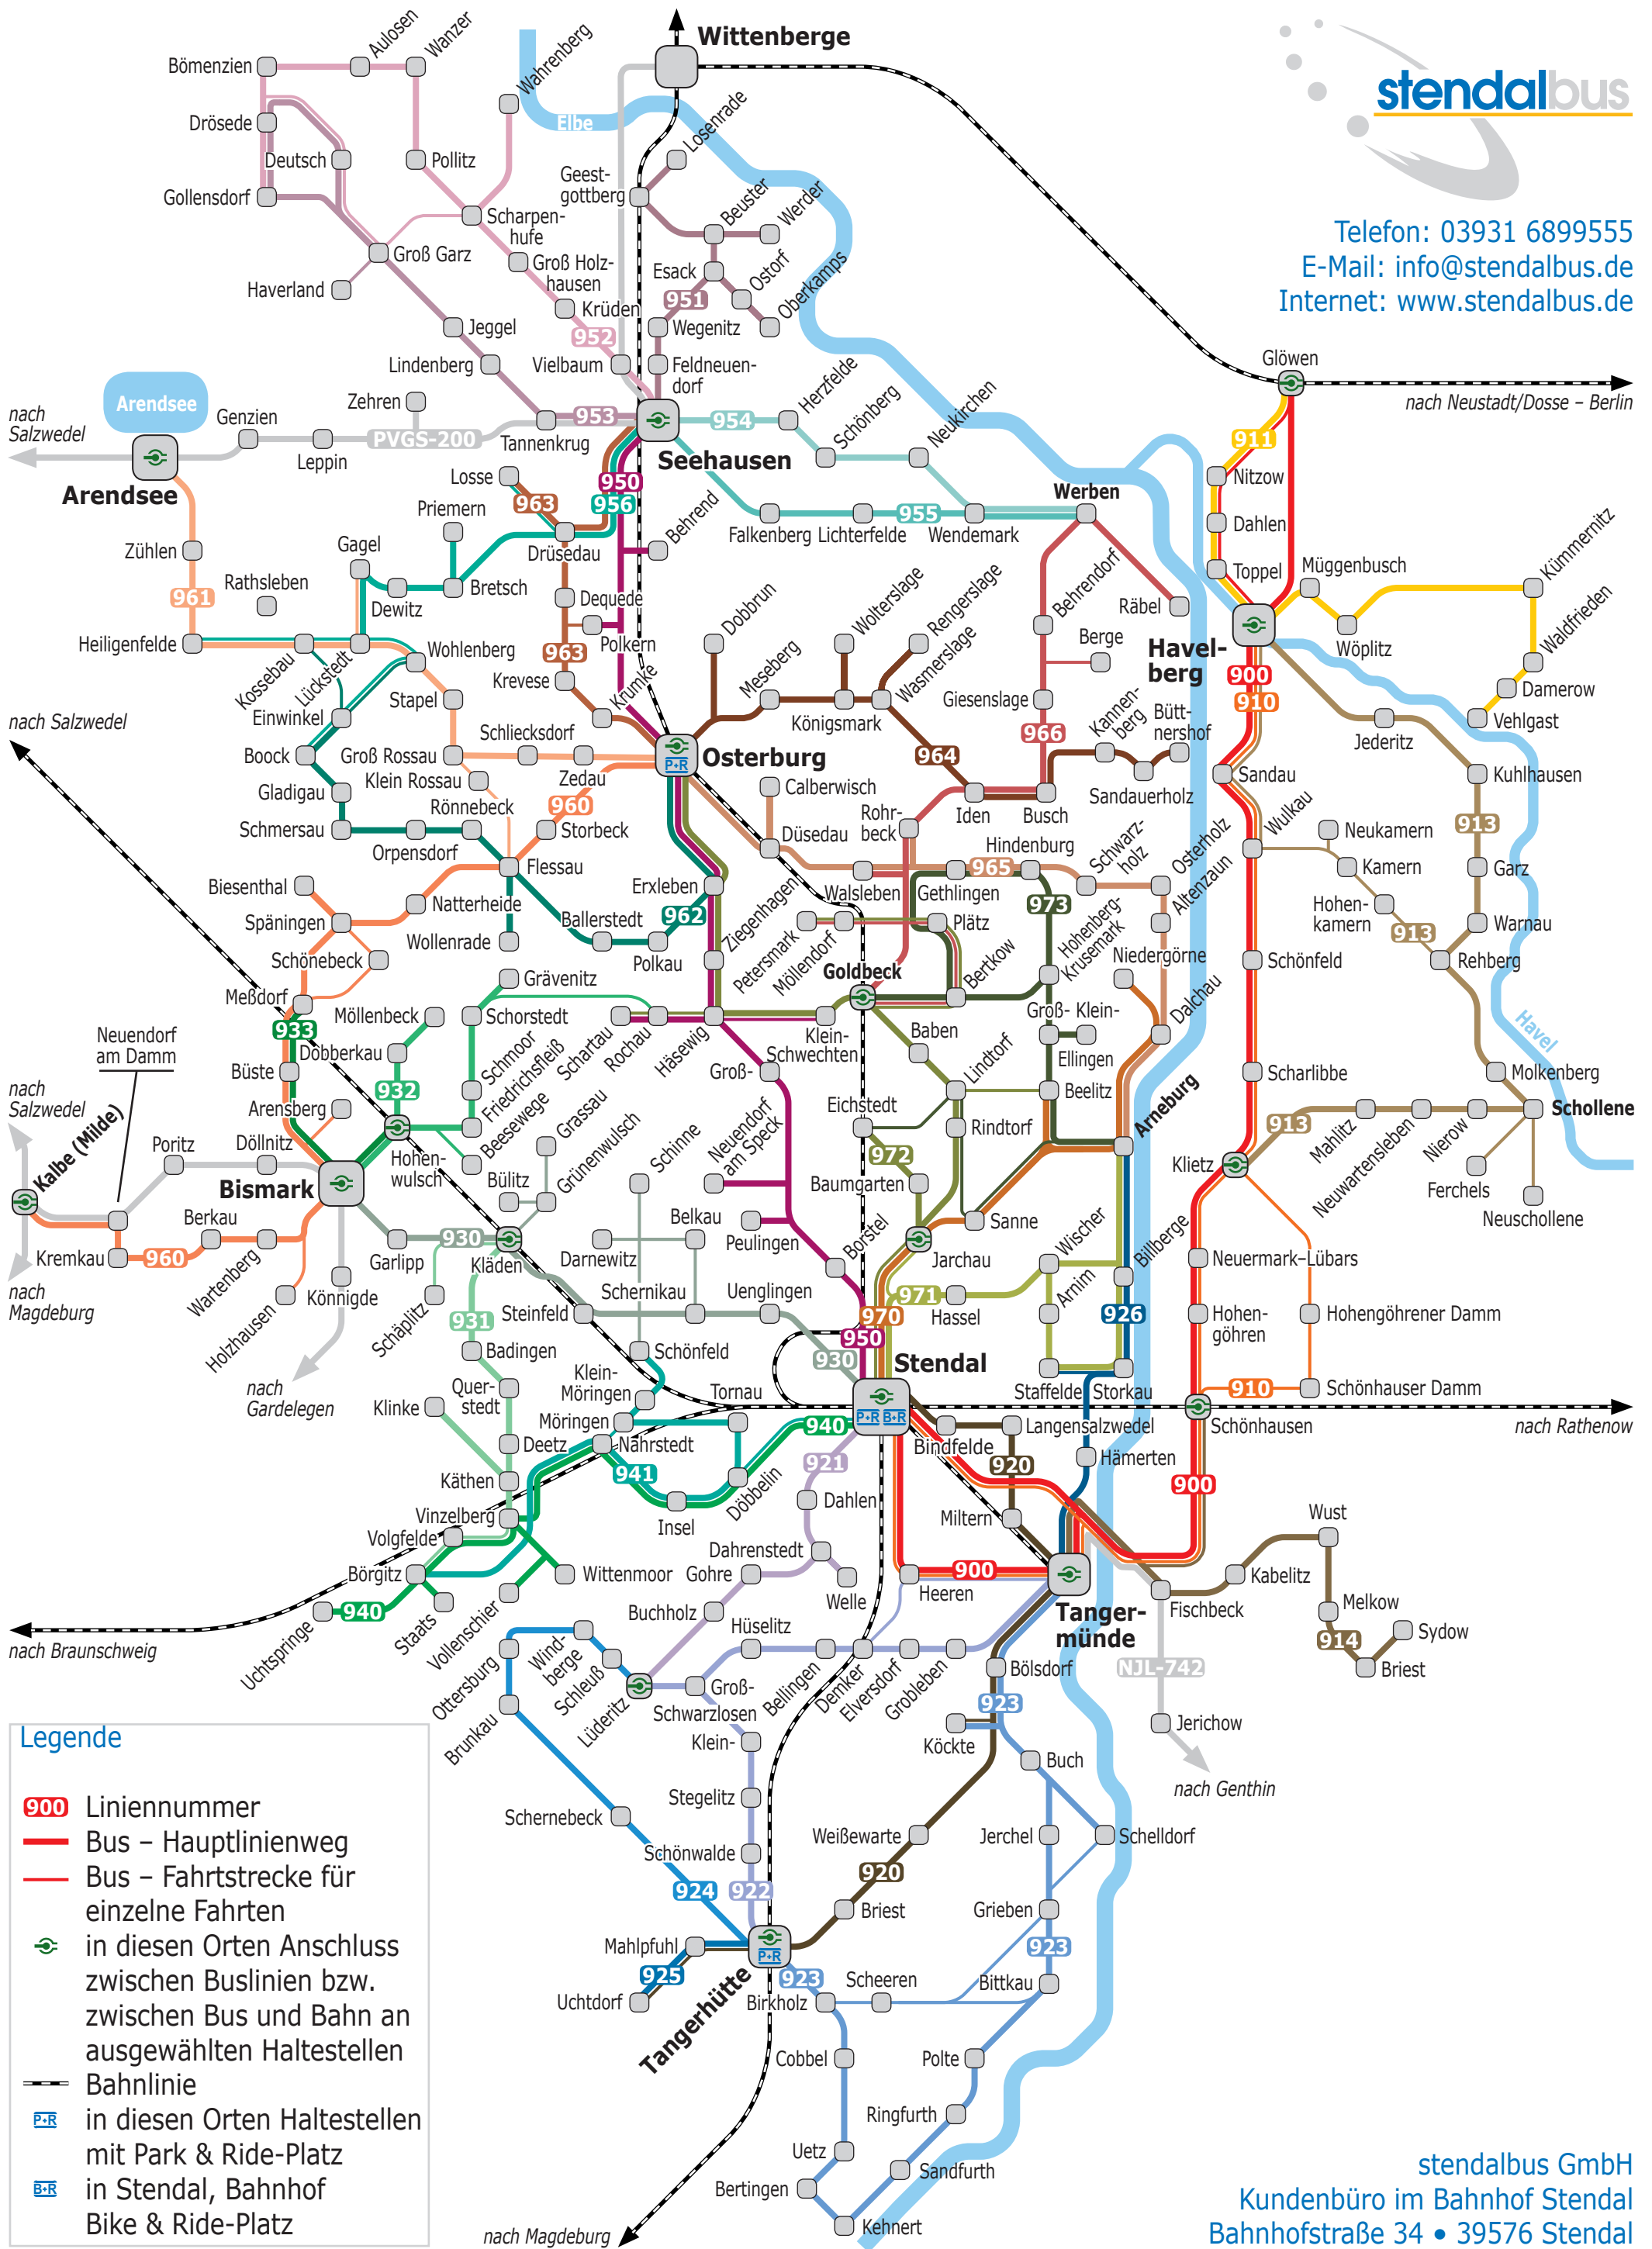 Wittenberge
Aulosen
Wanzer
Wahrenberg
Bömenzien
Drösede
Deutsch
Gollensdorf
Pollitz
Elbe
Losenrade
Geest-
gottberg
Beuster
Werder
Scharpen-
hufe
Groß Garz
Haverland
Groß Holz-
hausen
Krüden
Esack
Ostorf
Oberkamps
951
952
Wegenitz
Jeggel
Lindenberg
Vielbaum
Feldneuen-
dorf
stendalbus
Telefon: 03931 6899555
E-Mail: info@stendalbus.de
Internet: www.stendalbus.de
Glöwen
nach Neustadt/Dosse – Berlin
Arendsee
nach
Salzwedel
Genzien
Zehren
PVGS-200
Leppin
953
Tannenkrug
954
Herzfelde
Schönberg
Neukirchen
Seehausen
Arendsee
911
Nitzow
Dahlen
Toppel
Losse
963
950
956
Priemern
Drüsedau
Behrend
Falkenberg
Lichterfelde
955
Wendemark
Werben
Zühlen
961
Rathsleben
Gagel
Dewitz
Bretsch
Dequede
Polkern
963
Krevese
Krumke
Dobbrun
Wolterslage
Rengerslage
Meseberg
Königsmark
Wasmerslage
Behrendorf
Räbel
Berge
Giesenslage
966
Kannen-
berg
Bütt-
nershof
Sandauerholz
Müggenbusch
Kümmernitz
Wöplitz
Waldfrieden
Damerow
Vehlgast
Havel-
berg
900
910
Jederitz
Kuhlhausen
Heiligenfelde
Kossebau
Lückstedt
Wohlenberg
Stapel
Einwinkel
Boock
Gladigau
Schmersau
Groß Rossau
Klein Rossau
Schliecksdorf
Zedau
960
Rönnebeck
Storbeck
Orpensdorf
Flessau
Osterburg
P+R
nach Salzwedel
Calberwisch
Düsedau
964
Iden
Busch
Rohr-
beck
Hindenburg
965
Walsleben
Gethlingen
Schwarz-
holz
Osterholz
Altenzaun
Sandau
Wulkau
Neukamern
Kamern
Hohen-
kamern
913
913
Garz
Warnau
Rehberg
Schönfeld
Biesenthal
Späningen
Natterheide
Wollenrade
Ballerstedt
962
Erxleben
Polkau
Ziegenhagen
Petersmark
Möllendorf
Plätz
973
Hohenberg-
Krusemark
Niedergörne
Dalchau
Schönebeck
Meßdorf
933
Grävenitz
Goldbeck
Bertkow
Möllenbeck
Schorstedt
Schartau
Rochau
Häsewig
Klein-
Schwechten
Groß-
Baben
Lindtorf
Groß-
Klein-
Ellingen
Beelitz
Döbberkau
Büste
932
Schmoor
Friedrichsfleiß
Beesewege
Arensberg
Döllnitz
Hohen-
wulsch
Neuendorf
am Damm
nach
Salzwedel
Kalbe (Milde)
Poritz
Bismark
Kremkau
960
Berkau
Wartenberg
Holzhausen
Könnigde
nach
Magdeburg
nach
Gardelegen
Garlipp
930
Kläden
Schäplitz
931
Grassau
Bülitz
Grünenwulsch
Schinne
Neuendorf
am Speck
Darnewitz
Belkau
Peulingen
Borstel
Schernikau
Uenglingen
Steinfeld
Schönfeld
Eichstedt
Rindtorf
972
Baumgarten
Jarchau
Sanne
Wischer
Arneburg
971
Hassel
Arnim
Billberge
926
Staffelde
Storkau
970
950
930
Stendal
P+R
B+R
Klietz
913
Mahlitz
Neuwartensleben
Nierow
Ferchels
Neuschollene
Schollene
Molkenberg
Havel
Scharlibbe
Neuermark–Lübars
Hohen-
göhren
Hohengöhrener Damm
910
Schönhauser Damm
Schönhausen
nach Rathenow
Badingen
Quer-
stedt
Klinke
Deetz
Käthen
Klein-
Möringen
Möringen
Tornau
Nahrstedt
940
941
Insel
Döbbelin
Vinzelberg
Volgfelde
Börgitz
Wittenmoor
Vollenschier
Staats
940
Uchtspringe
nach Braunschweig
921
Dahlen
Dahrenstedt
Gohre
Welle
Buchholz
Bindfelde
Langensalzwedel
920
Miltern
Hämerten
900
Heeren
900
Tanger-
münde
Fischbeck
Kabelitz
Wust
Melkow
914
Sydow
Briest
NJL-742
Jerichow
nach Genthin
Hüselitz
Bellingen
Demker
Elversdorf
Grobleben
Ottersburg
Wind-
berge
Schleuß
Lüderitz
Brunkau
Groß-
Schwarzlosen
Klein-
Stegelitz
Schernebeck
Schönwalde
924
922
Bölsdorf
923
Köckte
Buch
Jerchel
Schelldorf
Weißewarte
920
Briest
Grieben
923
Bittkau
Mahlpfuhl
925
Uchtdorf
P+R
Tangerhütte
923
Birkholz
Scheeren
Cobbel
Polte
Ringfurth
Uetz
Sandfurth
Bertingen
Kehnert
nach Magdeburg
Legende
900 Liniennummer
Bus – Hauptlinienweg
Bus – Fahrtstrecke für
einzelne Fahrten
in diesen Orten Anschluss
zwischen Buslinien bzw.
zwischen Bus und Bahn an
ausgewählten Haltestellen
Bahnlinie
P+R in diesen Orten Haltestellen
mit Park & Ride-Platz
B+R in Stendal, Bahnhof
Bike & Ride-Platz
stendalbus GmbH
Kundenbüro im Bahnhof Stendal
Bahnhofstraße 34 • 39576 Stendal